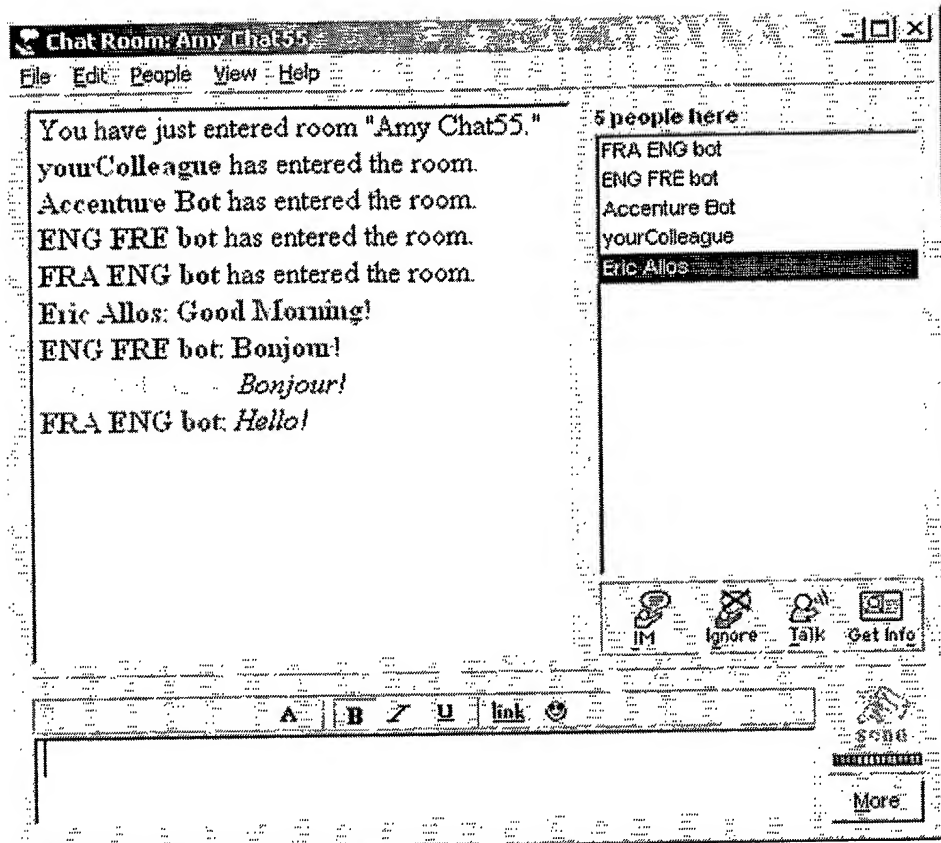 Chat Room: Amy Chat55
File Edit People View Help
You have just entered room "Amy Chat55."
yourColleague has entered the room.
Accenture Bot has entered the room.
ENG FRE bot has entered the room.
FRA ENG bot has entered the room.
Eric Allos: Good Morning!
ENG FRE bot: Bonjour!
Bonjour!
FRA ENG bot: Hello!
5 people here
FRA ENG bot
ENG FRE bot
Accenture Bot
yourColleague
Eric Allos
IM Ignore Talk Get Info
A B I U link
Send
More